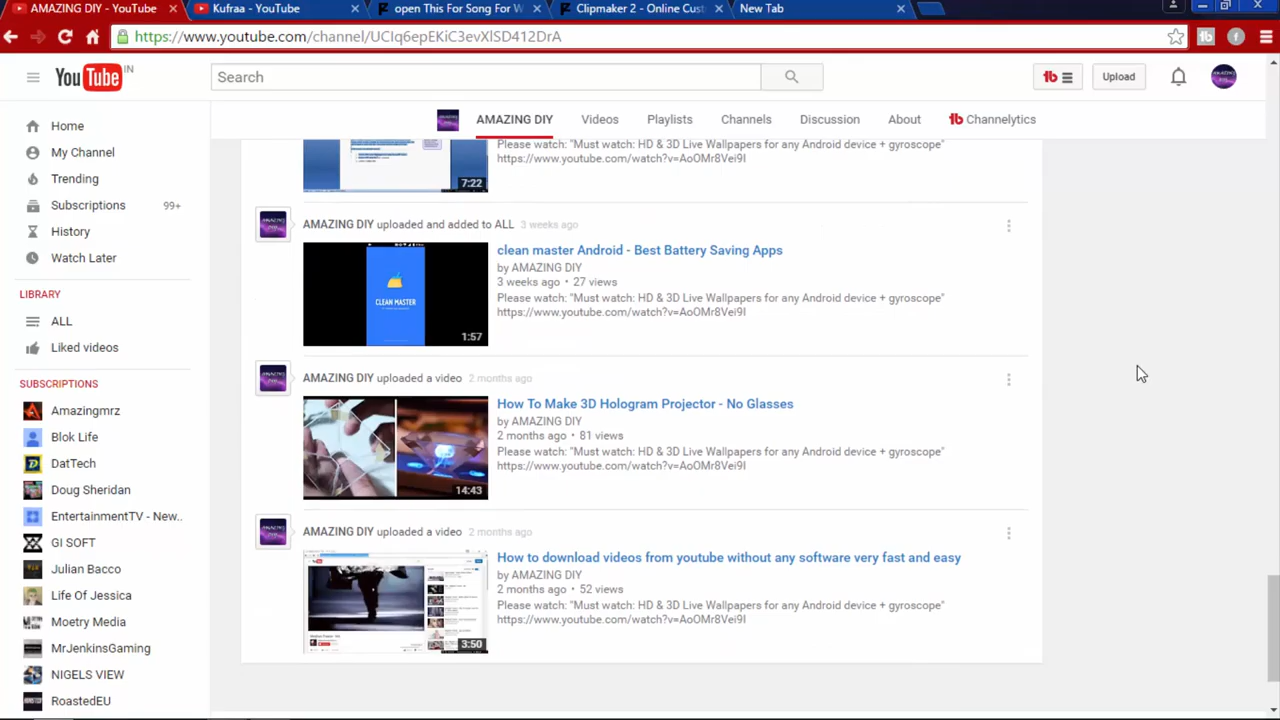 AMAZING DIY - YouTube
Kufraa - YouTube
open This For Song For W
Clipmaker 2 - Online Cust
New Tab
https://www.youtube.com/channel/UCIq6epEKiC3evXlSD412DrA
YouTube IN
Search
tb
Upload
AMAZING DIY
Videos
Playlists
Channels
Discussion
About
tb Channelytics
Home
My Channel
Trending
Subscriptions 99+
History
Watch Later
LIBRARY
ALL
Liked videos
SUBSCRIPTIONS
Amazingmrz
Blok Life
DatTech
Doug Sheridan
EntertainmentTV - New..
GI SOFT
Julian Bacco
Life Of Jessica
Moetry Media
MrJenkinsGaming
NIGELS VIEW
RoastedEU
Please watch: "Must watch: HD & 3D Live Wallpapers for any Android device + gyroscope"
https://www.youtube.com/watch?v=AoOMr8Vei9I
7:22
AMAZING DIY uploaded and added to ALL 3 weeks ago
clean master Android - Best Battery Saving Apps
by AMAZING DIY
3 weeks ago • 27 views
Please watch: "Must watch: HD & 3D Live Wallpapers for any Android device + gyroscope"
https://www.youtube.com/watch?v=AoOMr8Vei9I
CLEAN MASTER
1:57
AMAZING DIY uploaded a video 2 months ago
How To Make 3D Hologram Projector - No Glasses
by AMAZING DIY
2 months ago • 81 views
Please watch: "Must watch: HD & 3D Live Wallpapers for any Android device + gyroscope"
https://www.youtube.com/watch?v=AoOMr8Vei9I
14:43
AMAZING DIY uploaded a video 2 months ago
How to download videos from youtube without any software very fast and easy
by AMAZING DIY
2 months ago • 52 views
Please watch: "Must watch: HD & 3D Live Wallpapers for any Android device + gyroscope"
https://www.youtube.com/watch?v=AoOMr8Vei9I
3:50